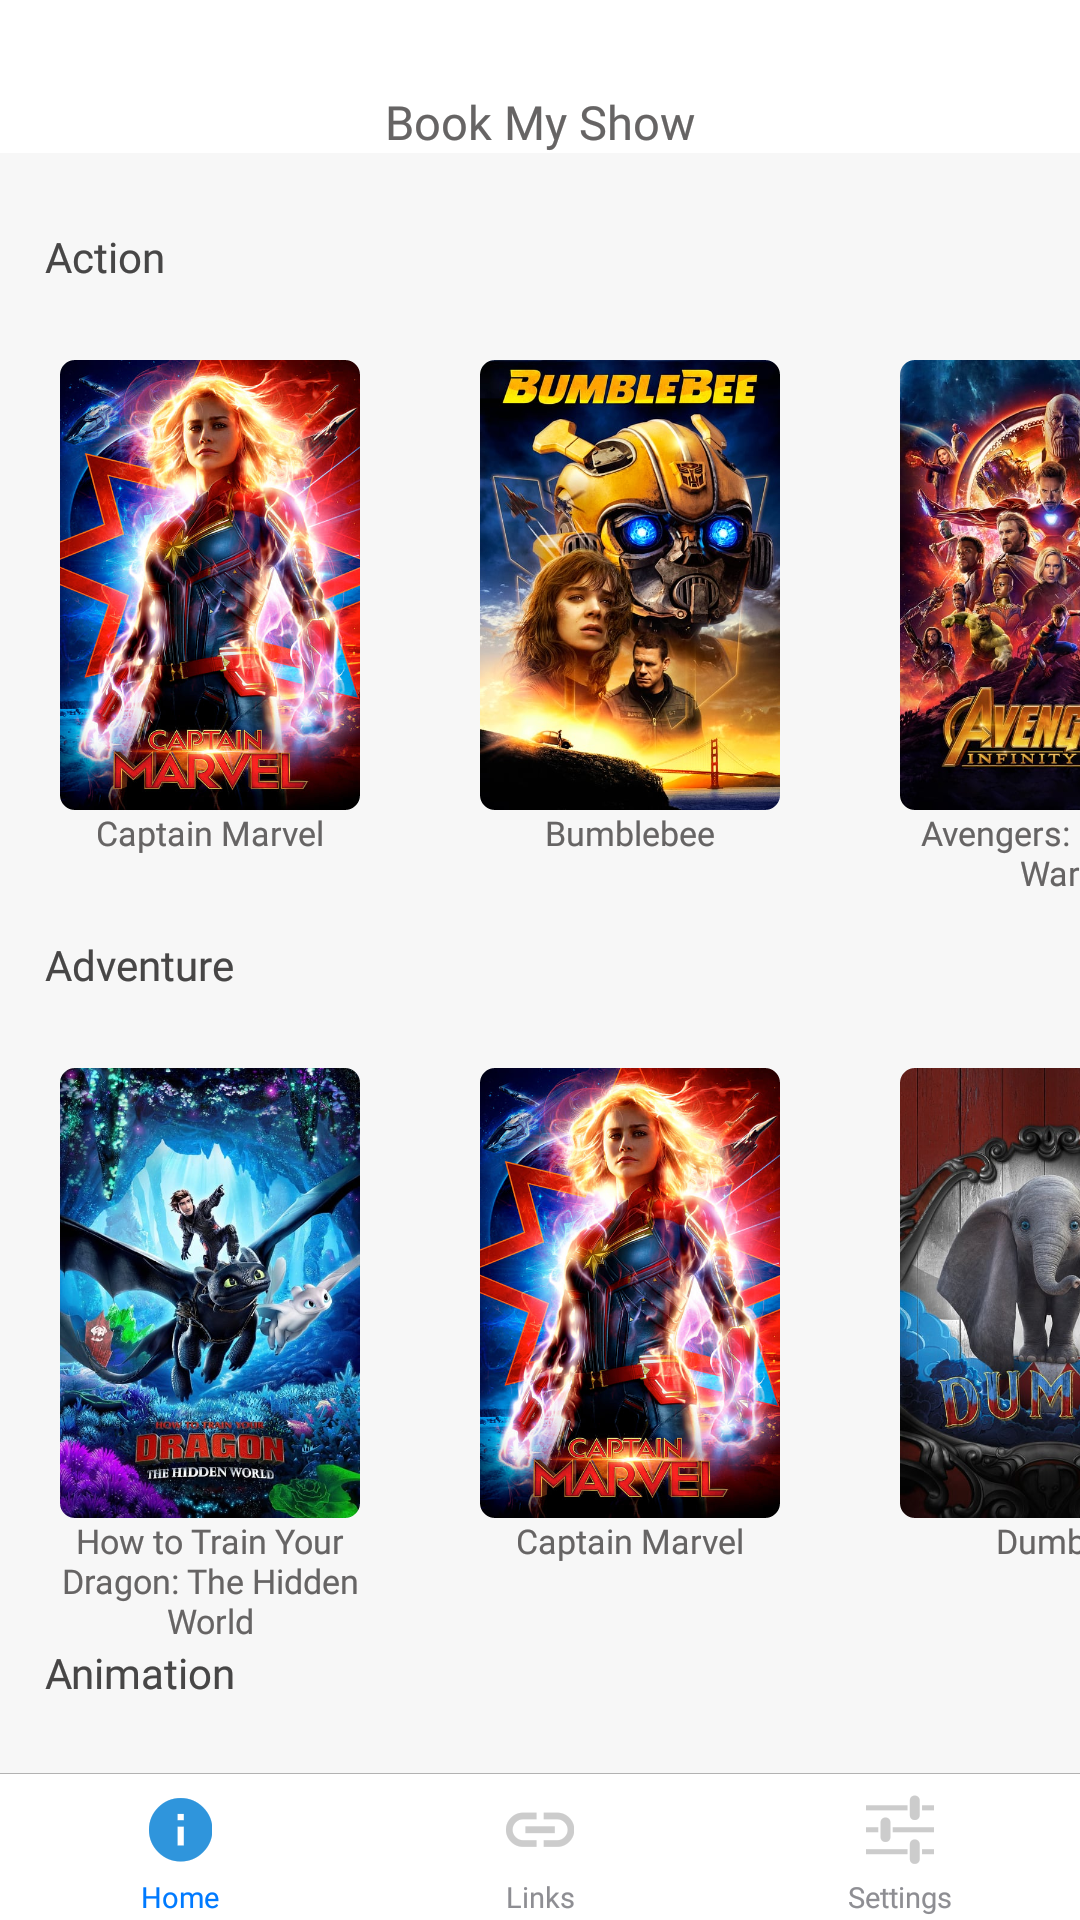 Book My Show
Action
BUMBLEBEE
CAPTAIN
MARVEL
AVENG
INFINITY
Captain Marvel
Bumblebee
Avengers:
War
Adventure
HOW TO TRAIN YOUR
DRAGON
THE HIDDEN WORLD
CAPTAIN
MARVEL
DUM
How to Train Your
Dragon: The Hidden
World
Captain Marvel
Dumb
Animation
Home
Links
Settings